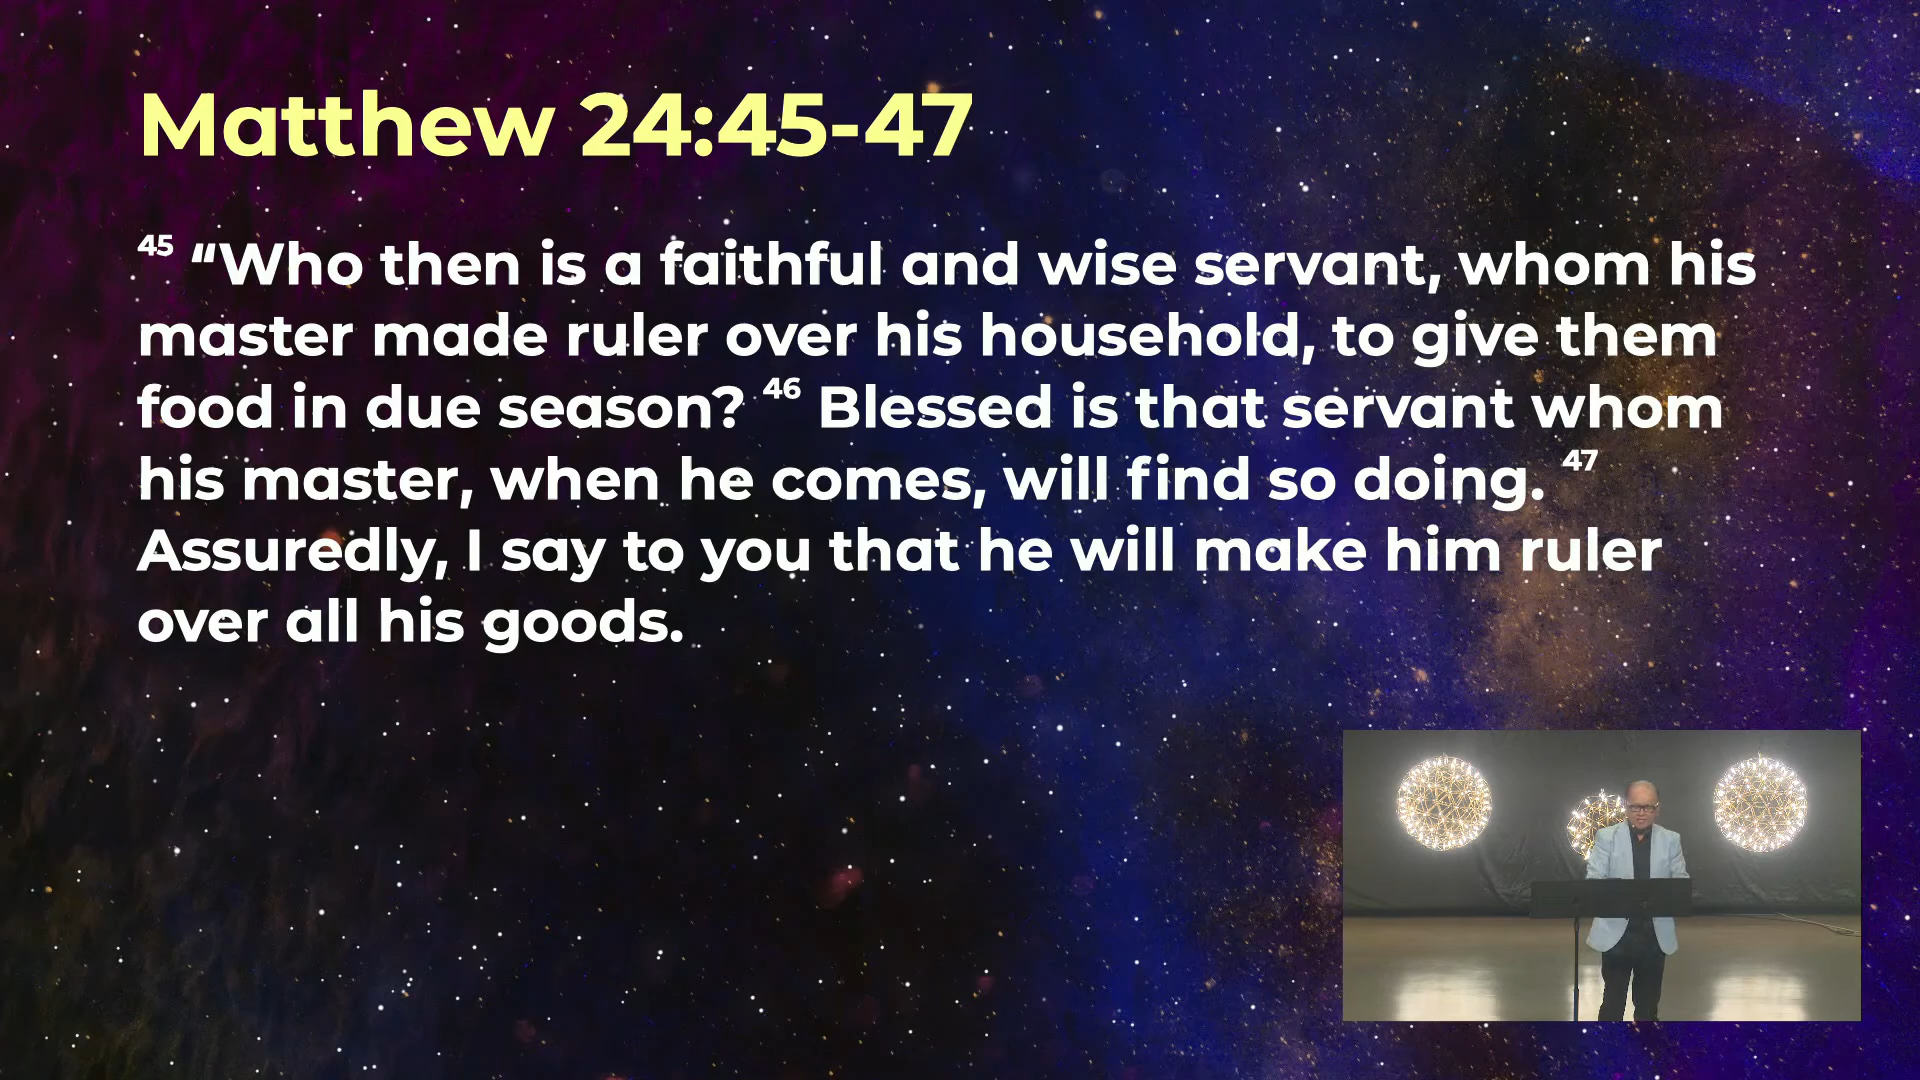 Matthew 24:45-47
45 “Who then is a faithful and wise servant, whom his
master made ruler over his household, to give them
food in due season? 46 Blessed is that servant whom
his master, when he comes, will find so doing. 47
Assuredly, I say to you that he will make him ruler
over all his goods.